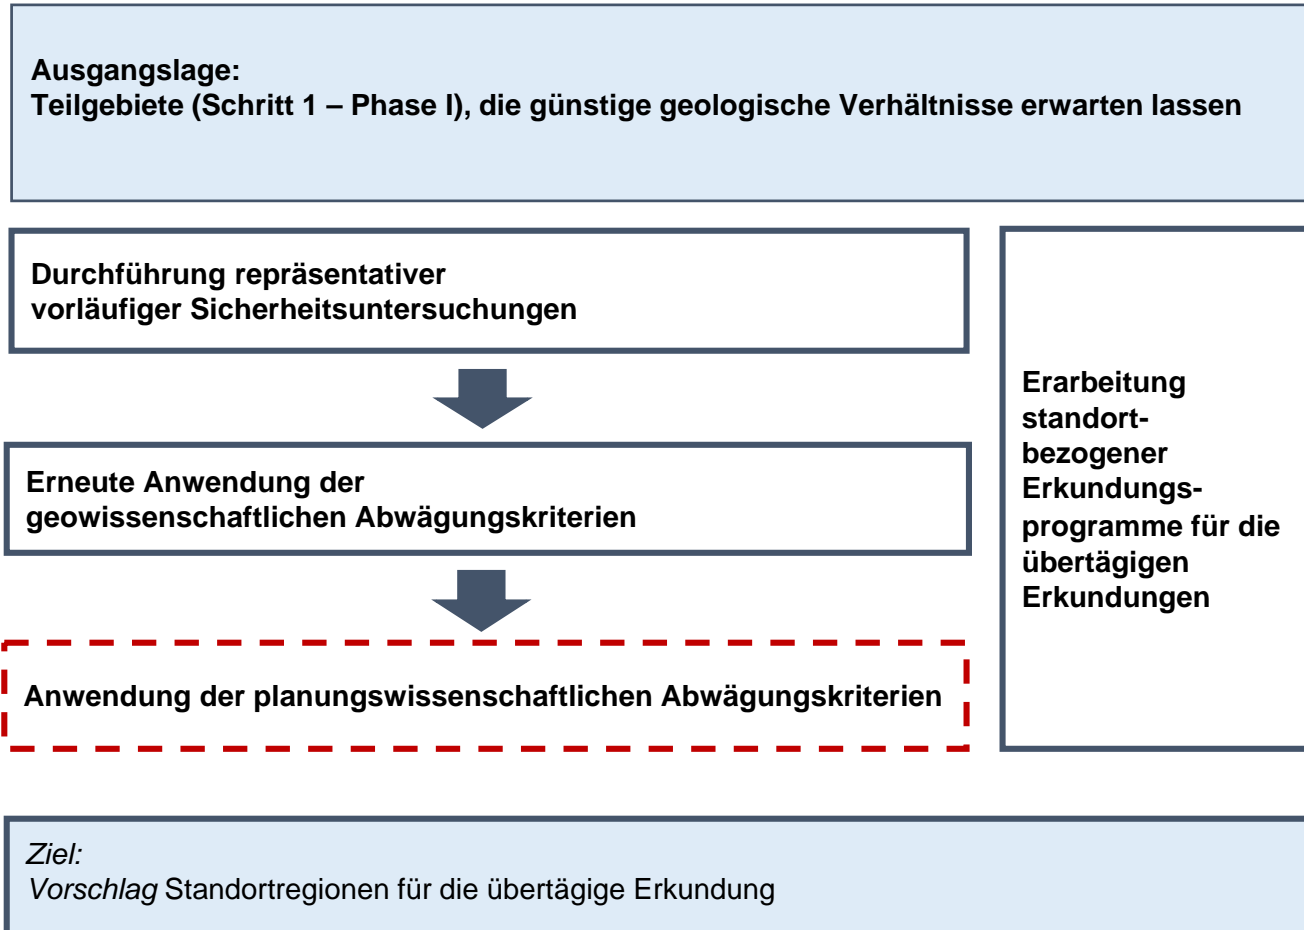 Ausgangslage:
Teilgebiete (Schritt 1 – Phase I), die günstige geologische Verhältnisse erwarten lassen
Durchführung repräsentativer
vorläufiger Sicherheitsuntersuchungen
Erneute Anwendung der
geowissenschaftlichen Abwägungskriterien
Anwendung der planungswissenschaftlichen Abwägungskriterien
Erarbeitung
standort-
bezogener
Erkundungs-
programme für die
übertägigen
Erkundungen
Ziel:
Vorschlag Standortregionen für die übertägige Erkundung